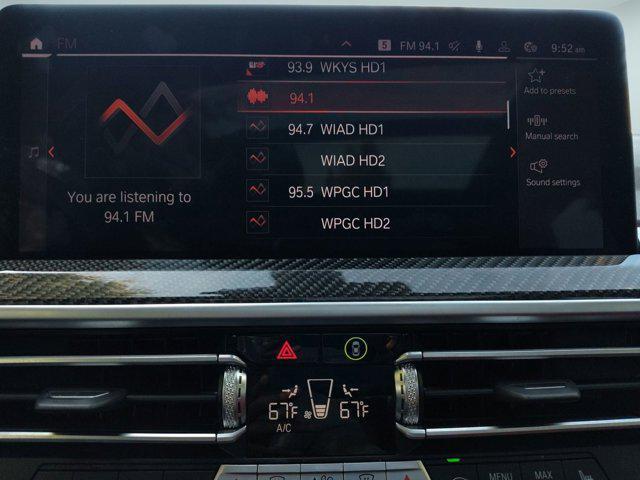 FM
5 FM 94.1 9:52 am
93.9 WKYS HD1
94.1
94.7 WIAD HD1
WIAD HD2
95.5 WPGC HD1
WPGC HD2
You are listening to
94.1 FM
Add to presets
Manual search
Sound settings
67°F 67°F
A/C
MENU MAX